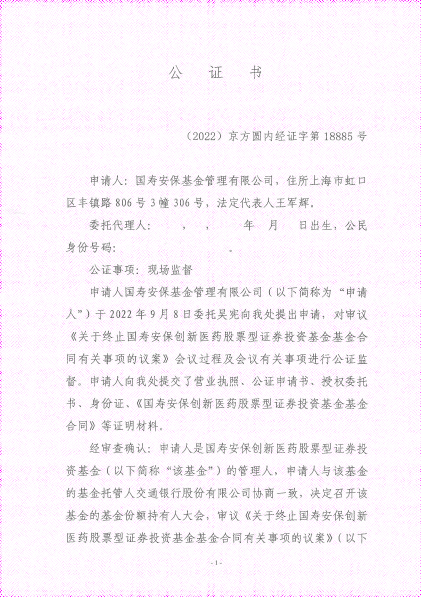 公 证 书
（2022）京方圆内经证字第 18885 号
申请人：国寿安保基金管理有限公司，住所上海市虹口
区丰镇路 806 号 3 幢 306 号，法定代表人王军辉。
委托代理人： ， ， 年 月 日出生，公民
身份号码： 。
公证事项：现场监督
申请人国寿安保基金管理有限公司（以下简称为“申请
人”）于 2022 年 9 月 8 日委托吴宪向我处提出申请，对审议
《关于终止国寿安保创新医药股票型证券投资基金基金合
同有关事项的议案》会议过程及会议有关事项进行公证监
督。申请人向我处提交了营业执照、公证申请书、授权委托
书、身份证、《国寿安保创新医药股票型证券投资基金基金
合同》等证明材料。
经审查确认：申请人是国寿安保创新医药股票型证券投
资基金（以下简称“该基金”）的管理人，申请人与该基金
的基金托管人交通银行股份有限公司协商一致，决定召开该
基金的基金份额持有人大会，审议《关于终止国寿安保创新
医药股票型证券投资基金基金合同有关事项的议案》（以下
- 1 -